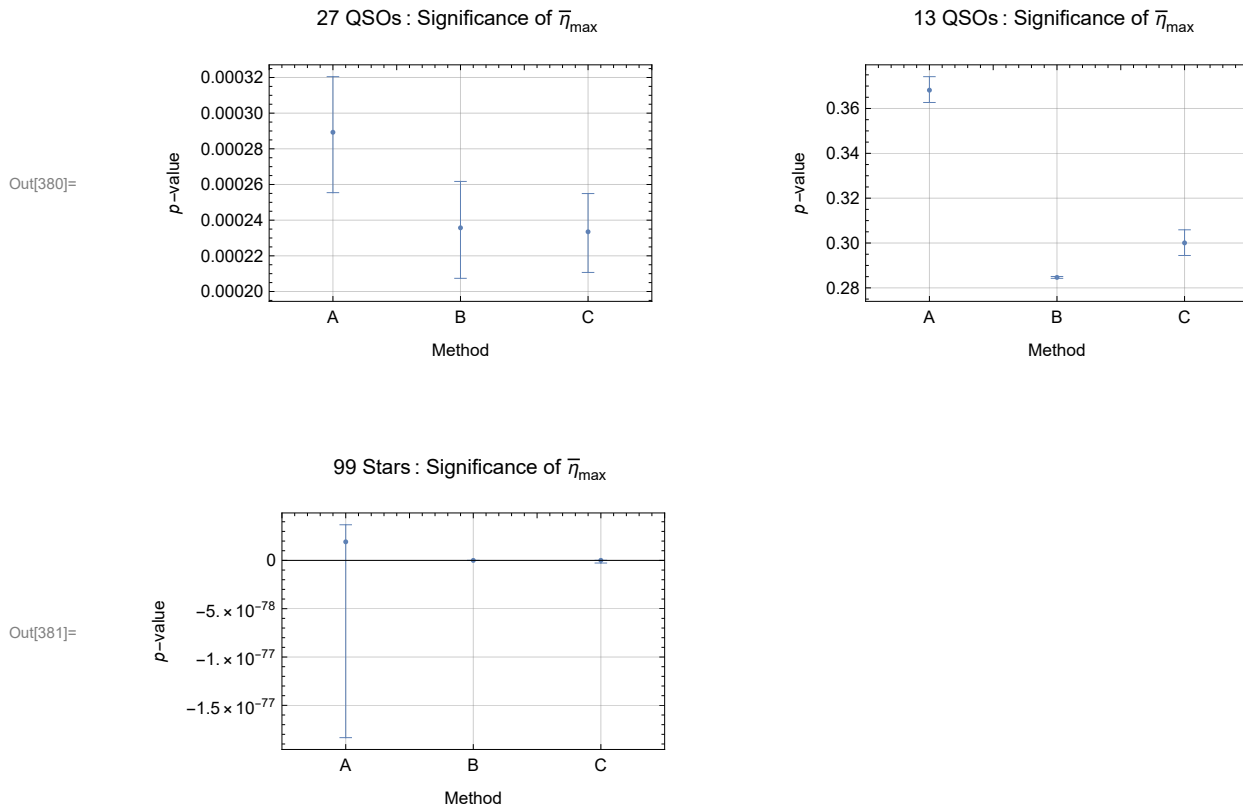 27 QSOs : Significance of η̅max
0.00032
0.00030
0.00028
0.00026
0.00024
0.00022
0.00020
p-value
A B C
Method
13 QSOs : Significance of η̅max
0.36
0.34
0.32
0.30
0.28
p-value
A B C
Method
Out[380]=
99 Stars : Significance of η̅max
0
-5. × 10^-78
-1. × 10^-77
-1.5 × 10^-77
p-value
A B C
Method
Out[381]=